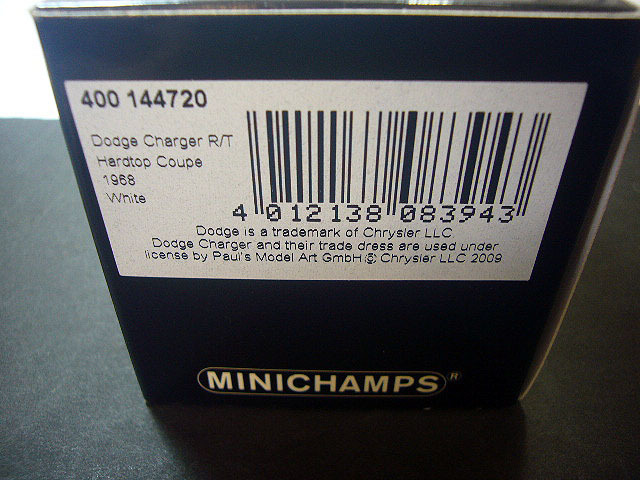 400 144720
Dodge Charger R/T
Hardtop Coupe
1968
White
4 012138 083943
Dodge is a trademark of Chrysler LLC
Dodge Charger and their trade dress are used under
license by Paul's Model Art GmbH © Chrysler LLC 2009
MINICHAMPS®